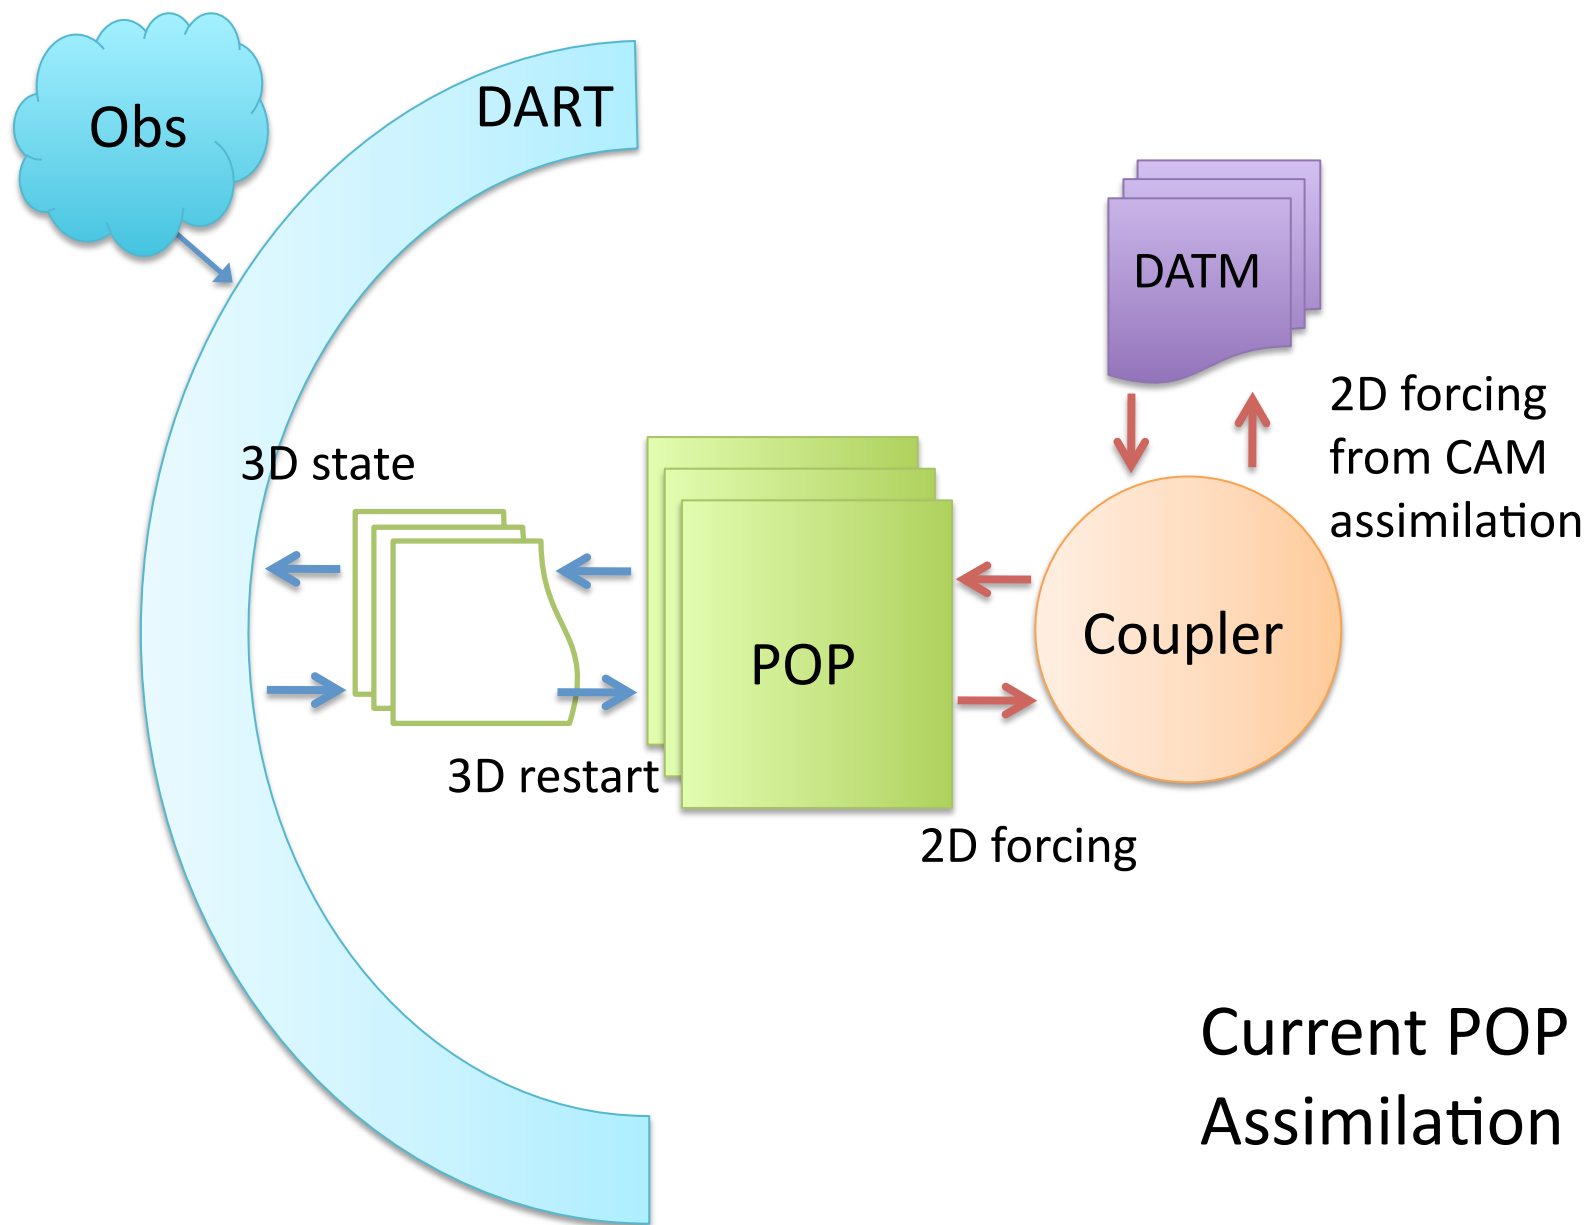 Obs
DART
DATM
2D forcing
from CAM
assimilation
3D state
Coupler
POP
3D restart
2D forcing
Current POP
Assimilation